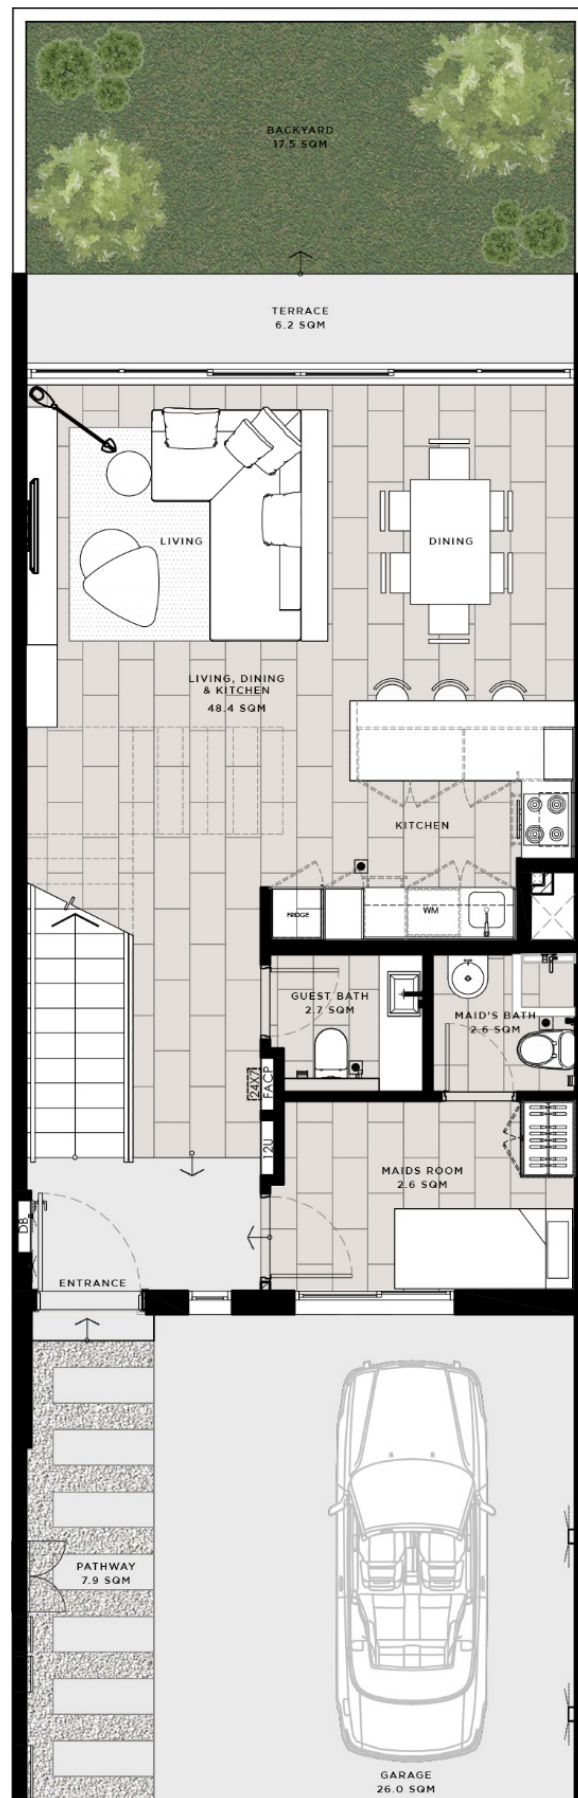 BACKYARD
17.5 SQM
TERRACE
6.2 SQM
LIVING
DINING
LIVING, DINING
& KITCHEN
48.4 SQM
KITCHEN
FRIDGE
WM
GUEST BATH
2.7 SQM
MAID'S BATH
2.6 SQM
24X7
FACP
12U
MAIDS ROOM
2.6 SQM
DB
ENTRANCE
PATHWAY
7.9 SQM
GARAGE
26.0 SQM